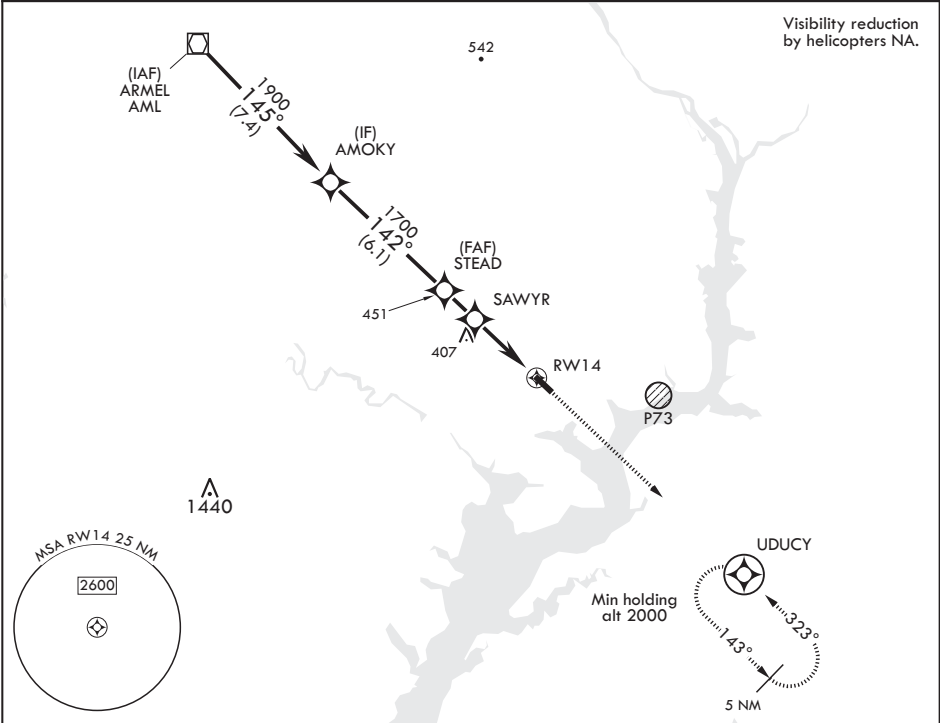 Visibility reduction
by helicopters NA.
542
(IAF)
ARMEL
AML
1900
145°
(7.4)
(IF)
AMOKY
1700
142°
(6.1)
(FAF)
STEAD
451
SAWYR
407
RW14
P73
1440
MSA RW14 25 NM
2600
UDUCY
Min holding
alt 2000
143°
323°
5 NM